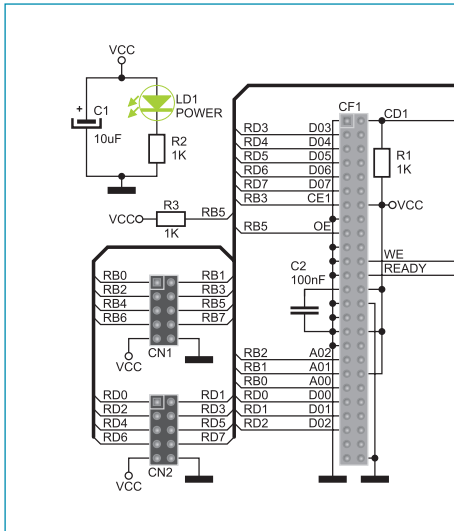 VCC
+
C1
10uF
LD1
POWER
R2
1K
CF1
CD1
RD3 D03
RD4 D04
RD5 D05
RD6 D06
RD7 D07
RB3 CE1
R1
1K
VCC
R3
VCC RB5
1K
RB5 OE
WE
READY
C2
100nF
RB0 RB1
RB2 RB3
RB4 RB5
RB6 RB7
VCC
CN1
RB2 A02
RB1 A01
RB0 A00
RD0 D00
RD1 D01
RD2 D02
RD0 RD1
RD2 RD3
RD4 RD5
RD6 RD7
VCC
CN2